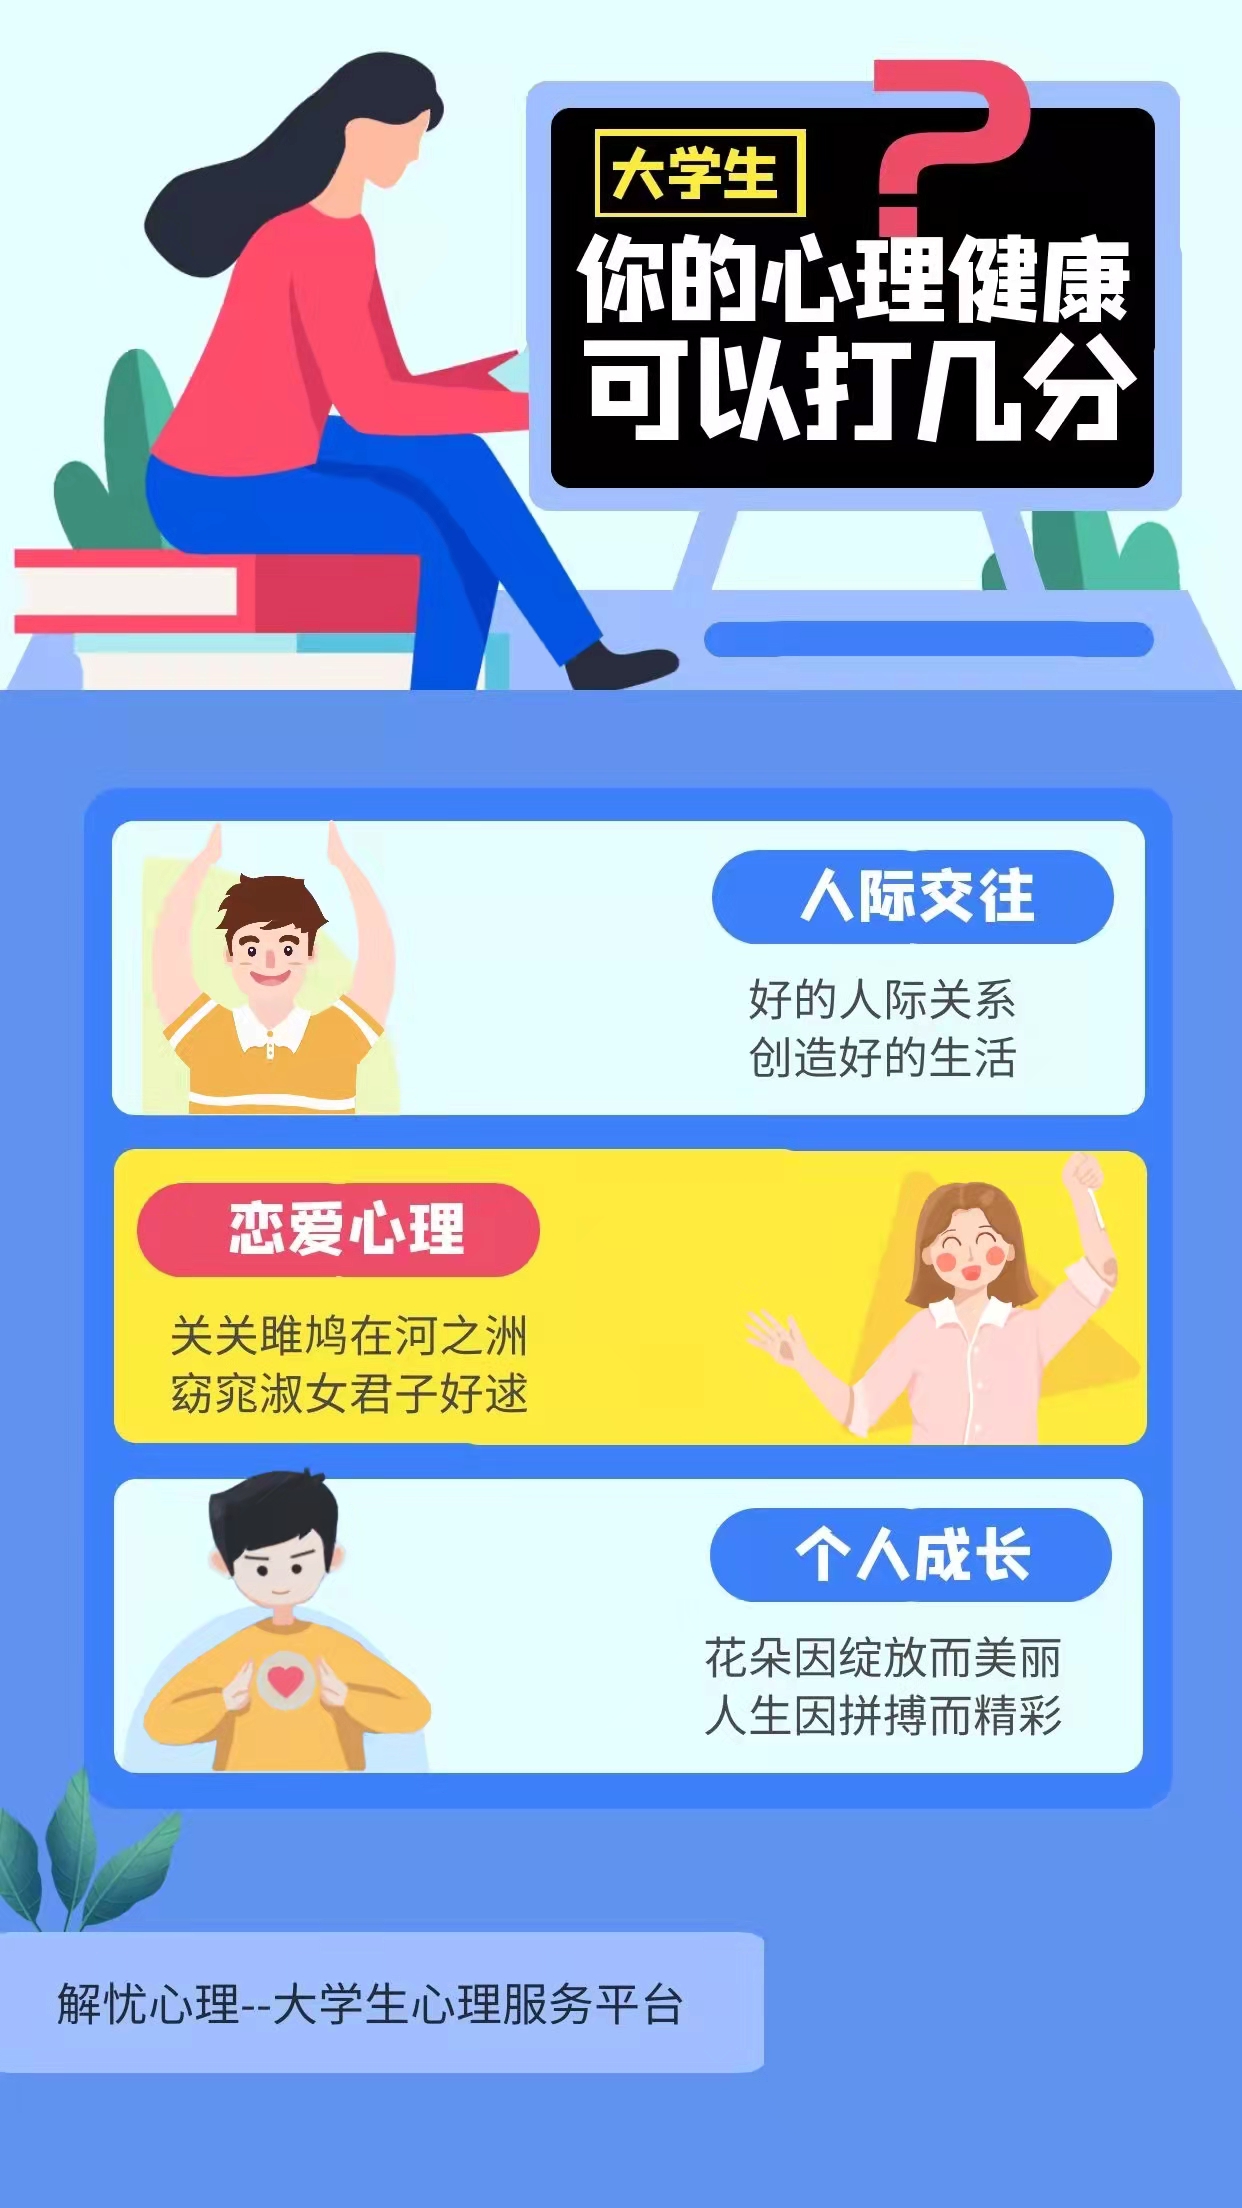 大学生
?
你的心理健康
可以打几分
人际交往
好的人际关系
创造好的生活
恋爱心理
关关雎鸠在河之洲
窈窕淑女君子好逑
个人成长
花朵因绽放而美丽
人生因拼搏而精彩
解忧心理--大学生心理服务平台